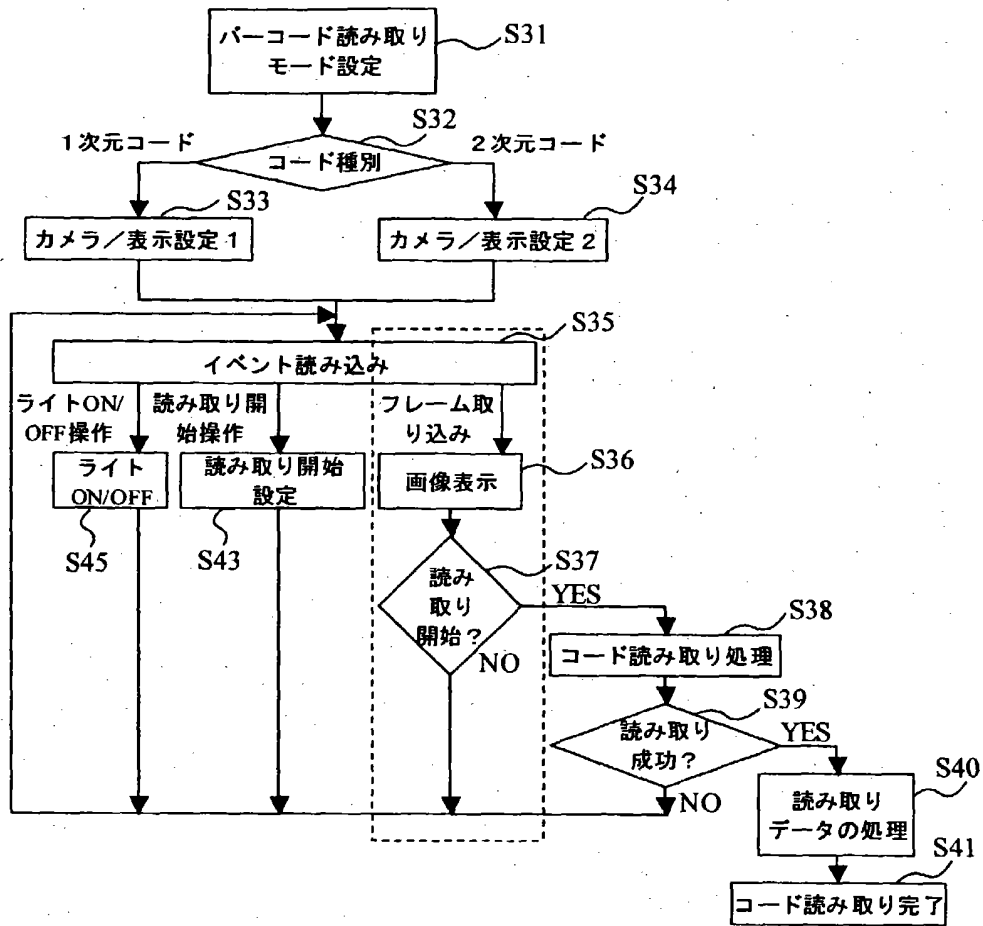 バーコード読み取り
モード設定
S31
S32
1次元コード
コード種別
2次元コード
S33
S34
カメラ／表示設定1
カメラ／表示設定2
S35
イベント読み込み
ライトON/
OFF操作
読み取り開
始操作
フレーム取
り込み
S36
ライト
ON/OFF
読み取り開始
設定
画像表示
S45
S43
S37
読み
取り
開始？
YES
NO
S38
コード読み取り処理
S39
読み取り
成功？
YES
NO
S40
読み取り
データの処理
S41
コード読み取り完了